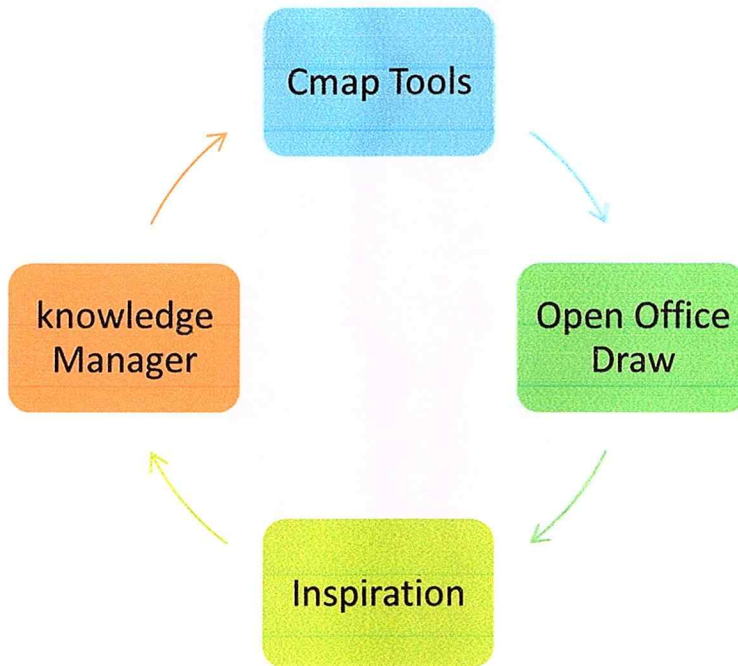 Cmap Tools
knowledge
Manager
Open Office
Draw
Inspiration